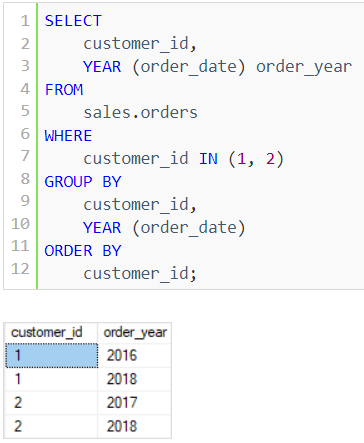 1 SELECT
2 customer_id,
3 YEAR (order_date) order_year
4 FROM
5 sales.orders
6 WHERE
7 customer_id IN (1, 2)
8 GROUP BY
9 customer_id,
10 YEAR (order_date)
11 ORDER BY
12 customer_id;
customer_id order_year
1 2016
1 2018
2 2017
2 2018